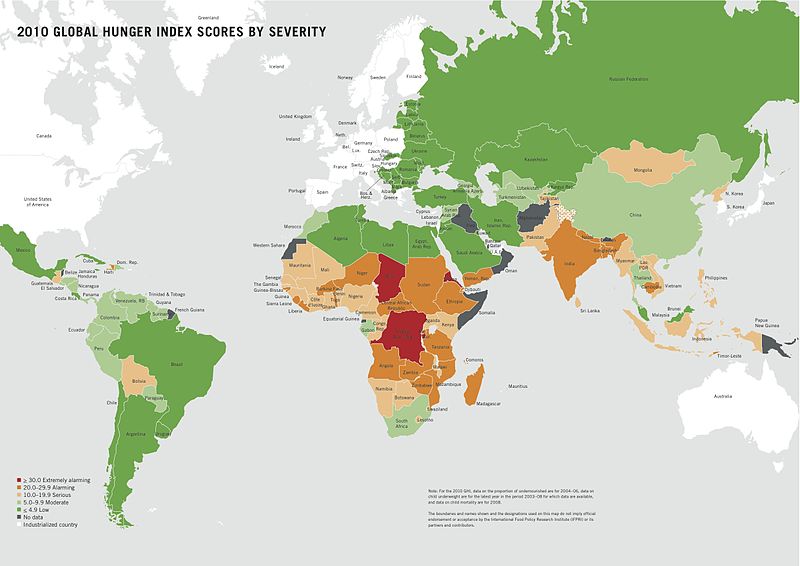 2010 GLOBAL HUNGER INDEX SCORES BY SEVERITY
Greenland
Iceland
Norway
Sweden
Finland
Russian Federation
Canada
United Kingdom
Ireland
Denmark
Neth.
Bel.
Lux.
Germany
Poland
Estonia
Latvia
Lithuania
Belarus
Ukraine
Czech Rep.
Austria
Hungary
Romania
France
Switz.
Italy
Portugal
Spain
Bos. &
Herz.
Albania
Greece
Bulgaria
Kazakhstan
Mongolia
United States
of America
Georgia
Turkey
Uzbekistan
Turkmenistan
Kyrgyz Rep.
Tajikistan
China
N. Korea
S. Korea
Japan
Cyprus
Lebanon
Israel
Syrian
Arab Rep.
Iraq
Iran,
Islamic Rep.
Afghanistan
Pakistan
Nepal
Bangladesh
India
Myanmar
Lao
PDR
Thailand
Cambodia
Vietnam
Philippines
Sri Lanka
Brunei
Malaysia
Indonesia
Timor-Leste
Papua
New Guinea
Australia
Morocco
Western Sahara
Algeria
Tunisia
Libya
Egypt,
Arab Rep.
Saudi Arabia
Kuwait
Qatar
U.A.E.
Oman
Yemen, Rep.
Djibouti
Somalia
Mauritania
Mali
Niger
Sudan
Ethiopia
Senegal
The Gambia
Guinea-Bissau
Guinea
Sierra Leone
Liberia
Burkina Faso
Côte
Togo
Nigeria
Cameroon
Central African
Republic
Equatorial Guinea
Gabon
Congo
Rep.
Uganda
Kenya
Tanzania
Angola
Zambia
Malawi
Mozambique
Zimbabwe
Namibia
Botswana
South
Africa
Lesotho
Swaziland
Madagascar
Comoros
Mauritius
Mexico
Cuba
Dom. Rep.
Haiti
Jamaica
Belize
Honduras
Guatemala
El Salvador
Nicaragua
Costa Rica
Panama
Trinidad & Tobago
Venezuela, RB
Guyana
Suriname
French Guiana
Colombia
Ecuador
Peru
Brazil
Bolivia
Paraguay
Chile
Argentina
Uruguay
≥ 30.0 Extremely alarming
20.0–29.9 Alarming
10.0–19.9 Serious
5.0–9.9 Moderate
≤ 4.9 Low
No data
Industrialized country
Note: For the 2010 GHI, data on the proportion of undernourished are for 2004–06, data on
child underweight are for the latest year in the period 2003–08 for which data are available,
and data on child mortality are for 2008.
The boundaries and names shown and the designations used on this map do not imply official
endorsement or acceptance by the International Food Policy Research Institute (IFPRI) or its
partners and contributors.